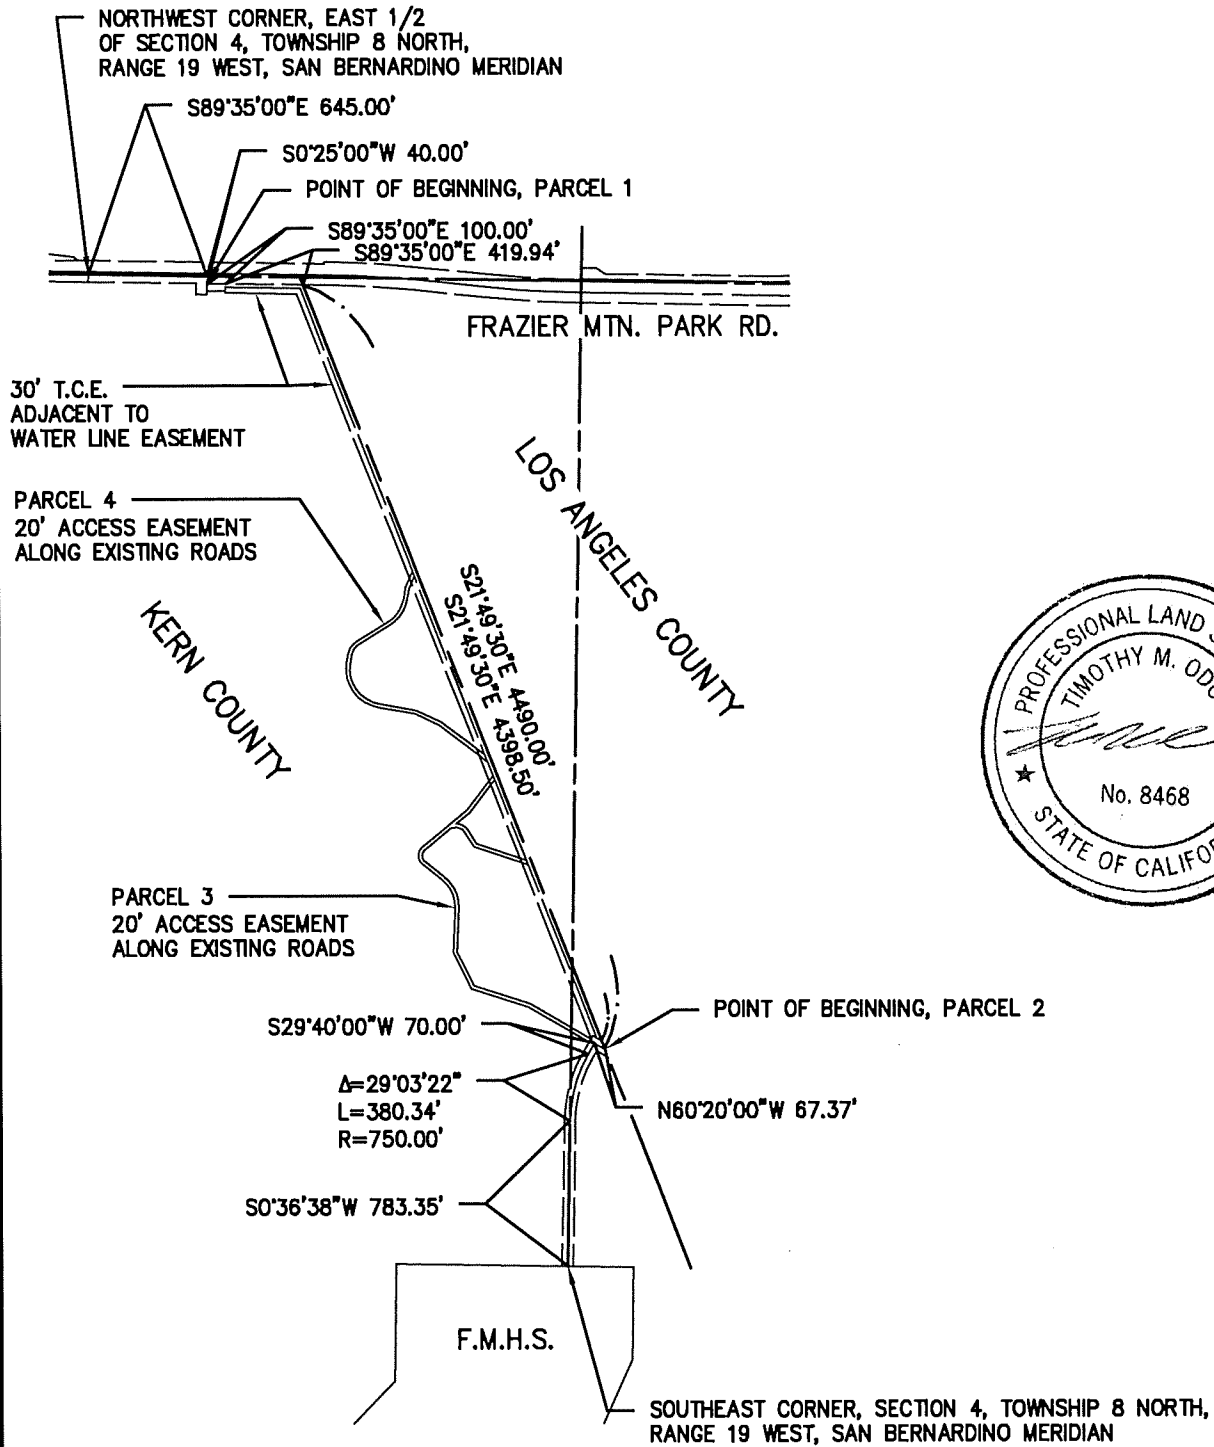 NORTHWEST CORNER, EAST 1/2
OF SECTION 4, TOWNSHIP 8 NORTH,
RANGE 19 WEST, SAN BERNARDINO MERIDIAN
S89°35'00"E 645.00'
S0°25'00"W 40.00'
POINT OF BEGINNING, PARCEL 1
S89°35'00"E 100.00'
S89°35'00"E 419.94'
FRAZIER MTN. PARK RD.
30' T.C.E.
ADJACENT TO
WATER LINE EASEMENT
LOS ANGELES COUNTY
PARCEL 4
20' ACCESS EASEMENT
ALONG EXISTING ROADS
KERN COUNTY
S21°49'30"E 4490.00'
S21°49'30"E 4398.50'
PROFESSIONAL LAND
TIMOTHY M.
No. 8468
STATE OF
PARCEL 3
20' ACCESS EASEMENT
ALONG EXISTING ROADS
POINT OF BEGINNING, PARCEL 2
S29°40'00"W 70.00'
Δ=29°03'22"
L=380.34'
R=750.00'
N60°20'00"W 67.37'
S0°36'38"W 783.35'
F.M.H.S.
SOUTHEAST CORNER, SECTION 4, TOWNSHIP 8 NORTH,
RANGE 19 WEST, SAN BERNARDINO MERIDIAN